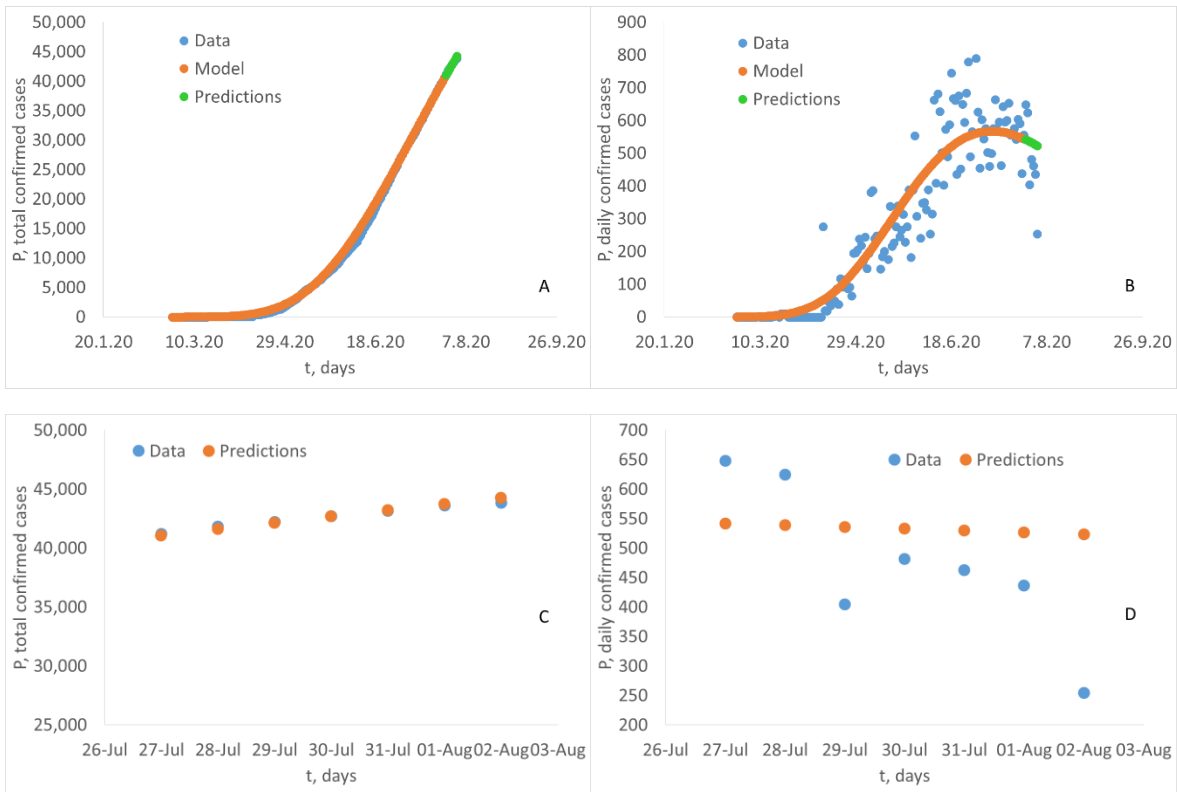 50,000
45,000
40,000
35,000
30,000
25,000
20,000
15,000
10,000
5,000
0
P, total confirmed cases
Data
Model
Predictions
A
20.1.20 10.3.20 29.4.20 18.6.20 7.8.20 26.9.20
t, days
900
800
700
600
500
400
300
200
100
0
P, daily confirmed cases
Data
Model
Predictions
B
20.1.20 10.3.20 29.4.20 18.6.20 7.8.20 26.9.20
t, days
50,000
45,000
40,000
35,000
30,000
25,000
P, total confirmed cases
Data Predictions
C
26-Jul 27-Jul 28-Jul 29-Jul 30-Jul 31-Jul 01-Aug 02-Aug 03-Aug
t, days
700
650
600
550
500
450
400
350
300
250
200
P, daily confirmed cases
Data Predictions
D
26-Jul 27-Jul 28-Jul 29-Jul 30-Jul 31-Jul 01-Aug 02-Aug 03-Aug
t, days